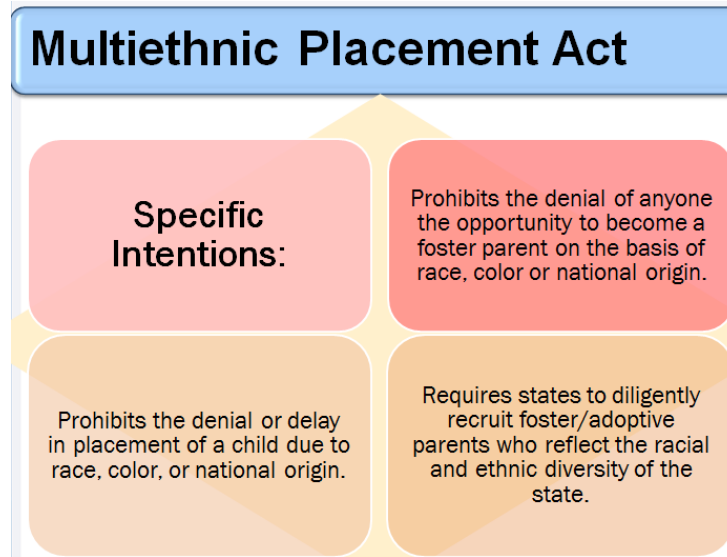 Multiethnic Placement Act
Specific
Intentions:
Prohibits the denial of anyone
the opportunity to become a
foster parent on the basis of
race, color or national origin.
Prohibits the denial or delay
in placement of a child due to
race, color, or national origin.
Requires states to diligently
recruit foster/adoptive
parents who reflect the racial
and ethnic diversity of the
state.